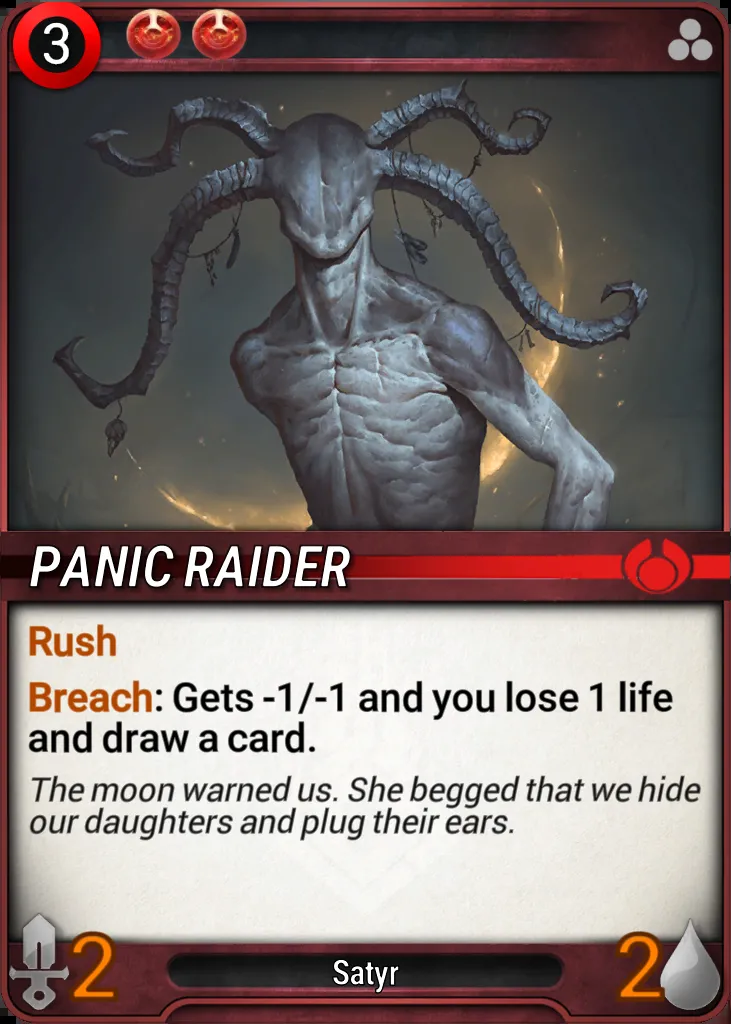 3
PANIC RAIDER
Rush
Breach: Gets -1/-1 and you lose 1 life
and draw a card.
The moon warned us. She begged that we hide
our daughters and plug their ears.
2
Satyr
2